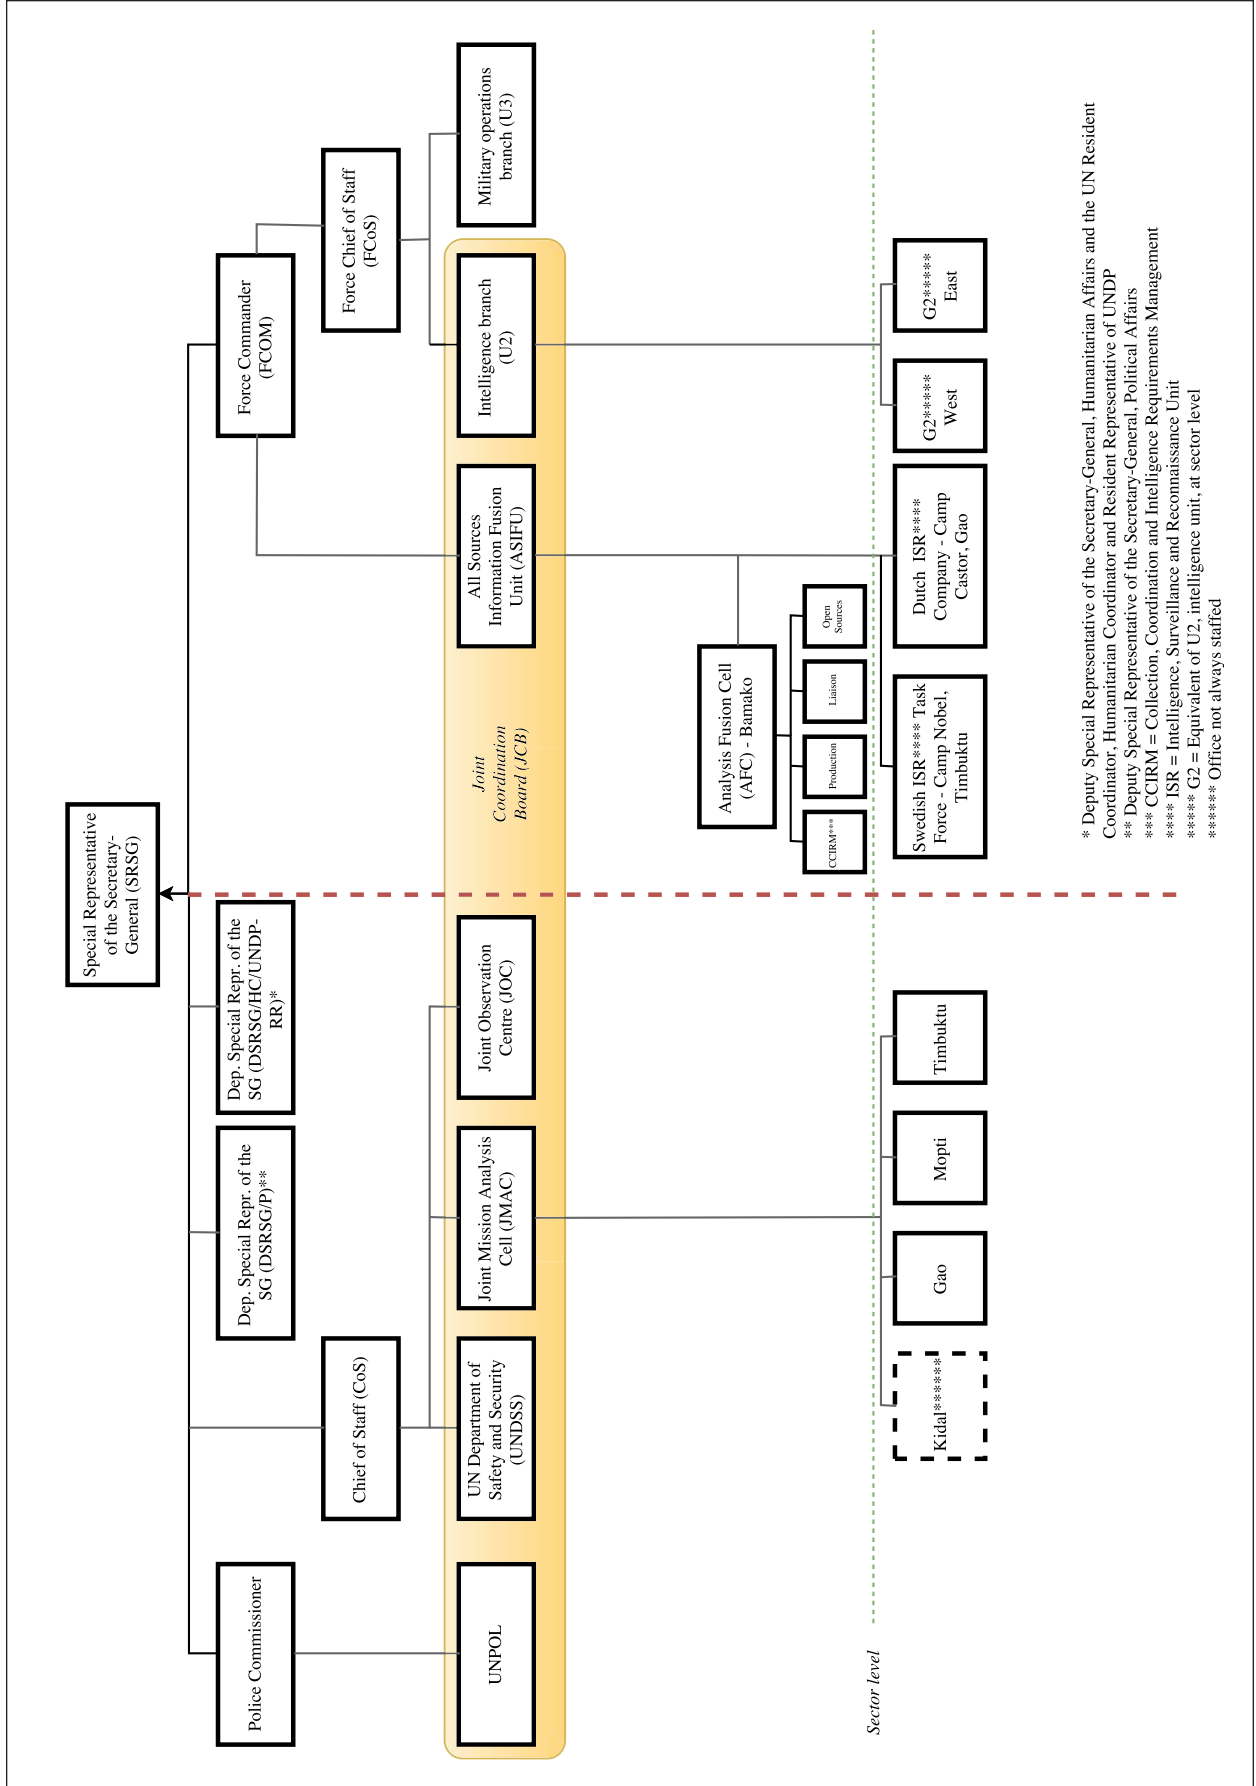 Special Representative
of the Secretary-
General (SRSG)
Police Commissioner
Dep. Special Repr. of the
SG (DSRSG/P)**
Dep. Special Repr. of the
SG (DSRSG/HC/UNDP-
RR)*
Force Commander
(FCOM)
Chief of Staff (CoS)
Force Chief of Staff
(FCoS)
UNPOL
UN Department of
Safety and Security
(UNDSS)
Joint Mission Analysis
Cell (JMAC)
Joint Observation
Centre (JOC)
Joint
Coordination
Board (JCB)
All Sources
Information Fusion
Unit (ASIFU)
Intelligence branch
(U2)
Military operations
branch (U3)
Analysis Fusion Cell
(AFC) - Bamako
CCIRM***
Production
Liaison
Open
Sources
Sector level
Kidal******
Gao
Mopti
Timbuktu
Swedish ISR**** Task
Force - Camp Nobel,
Timbuktu
Dutch ISR****
Company - Camp
Castor, Gao
G2*****
West
G2*****
East
* Deputy Special Representative of the Secretary-General, Humanitarian Affairs and the UN Resident
Coordinator, Humanitarian Coordinator and Resident Representative of UNDP
** Deputy Special Representative of the Secretary-General, Political Affairs
*** CCIRM = Collection, Coordination and Intelligence Requirements Management
**** ISR = Intelligence, Surveillance and Reconnaissance Unit
***** G2 = Equivalent of U2, intelligence unit, at sector level
****** Office not always staffed